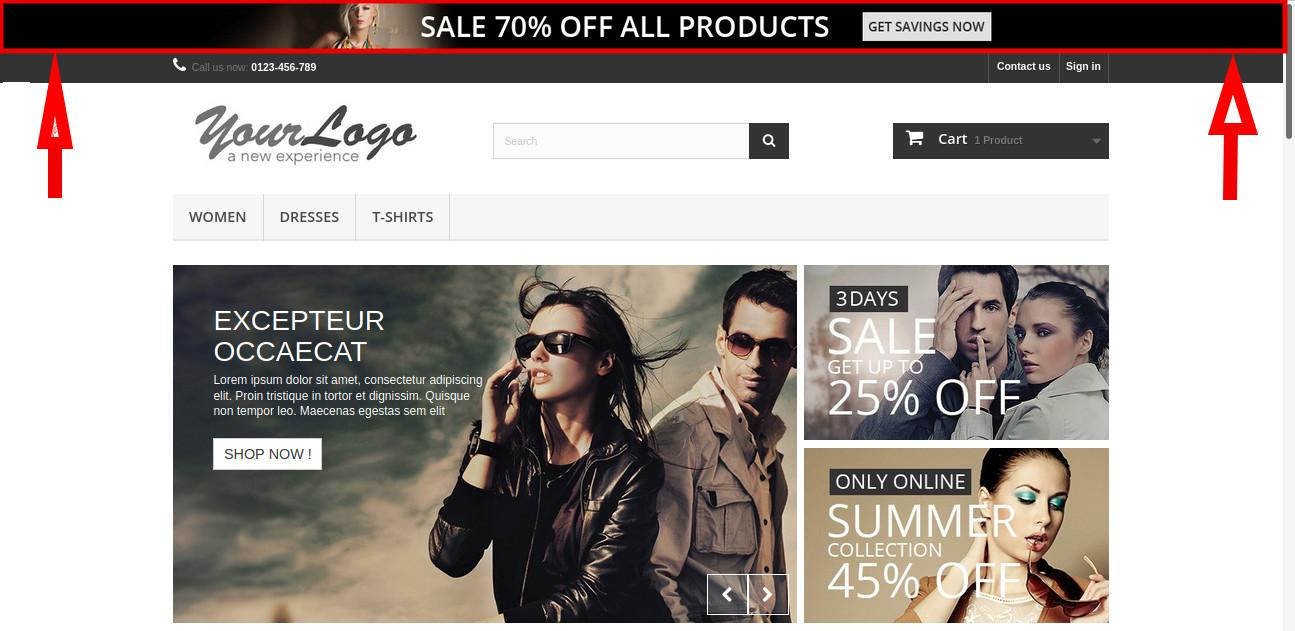 SALE 70% OFF ALL PRODUCTS
GET SAVINGS NOW
Call us now: 0123-456-789
Contact us
Sign in
YourLogo
a new experience
Search
Cart 1 Product
WOMEN
DRESSES
T-SHIRTS
EXCEPTEUR
OCCAECAT
Lorem ipsum dolor sit amet, consectetur adipiscing
elit. Proin tristique in tortor et dignissim. Quisque
non tempor leo. Maecenas egestas sem elit
SHOP NOW !
3 DAYS
SALE
GET UP TO
25% OFF
ONLY ONLINE
SUMMER
COLLECTION
45% OFF